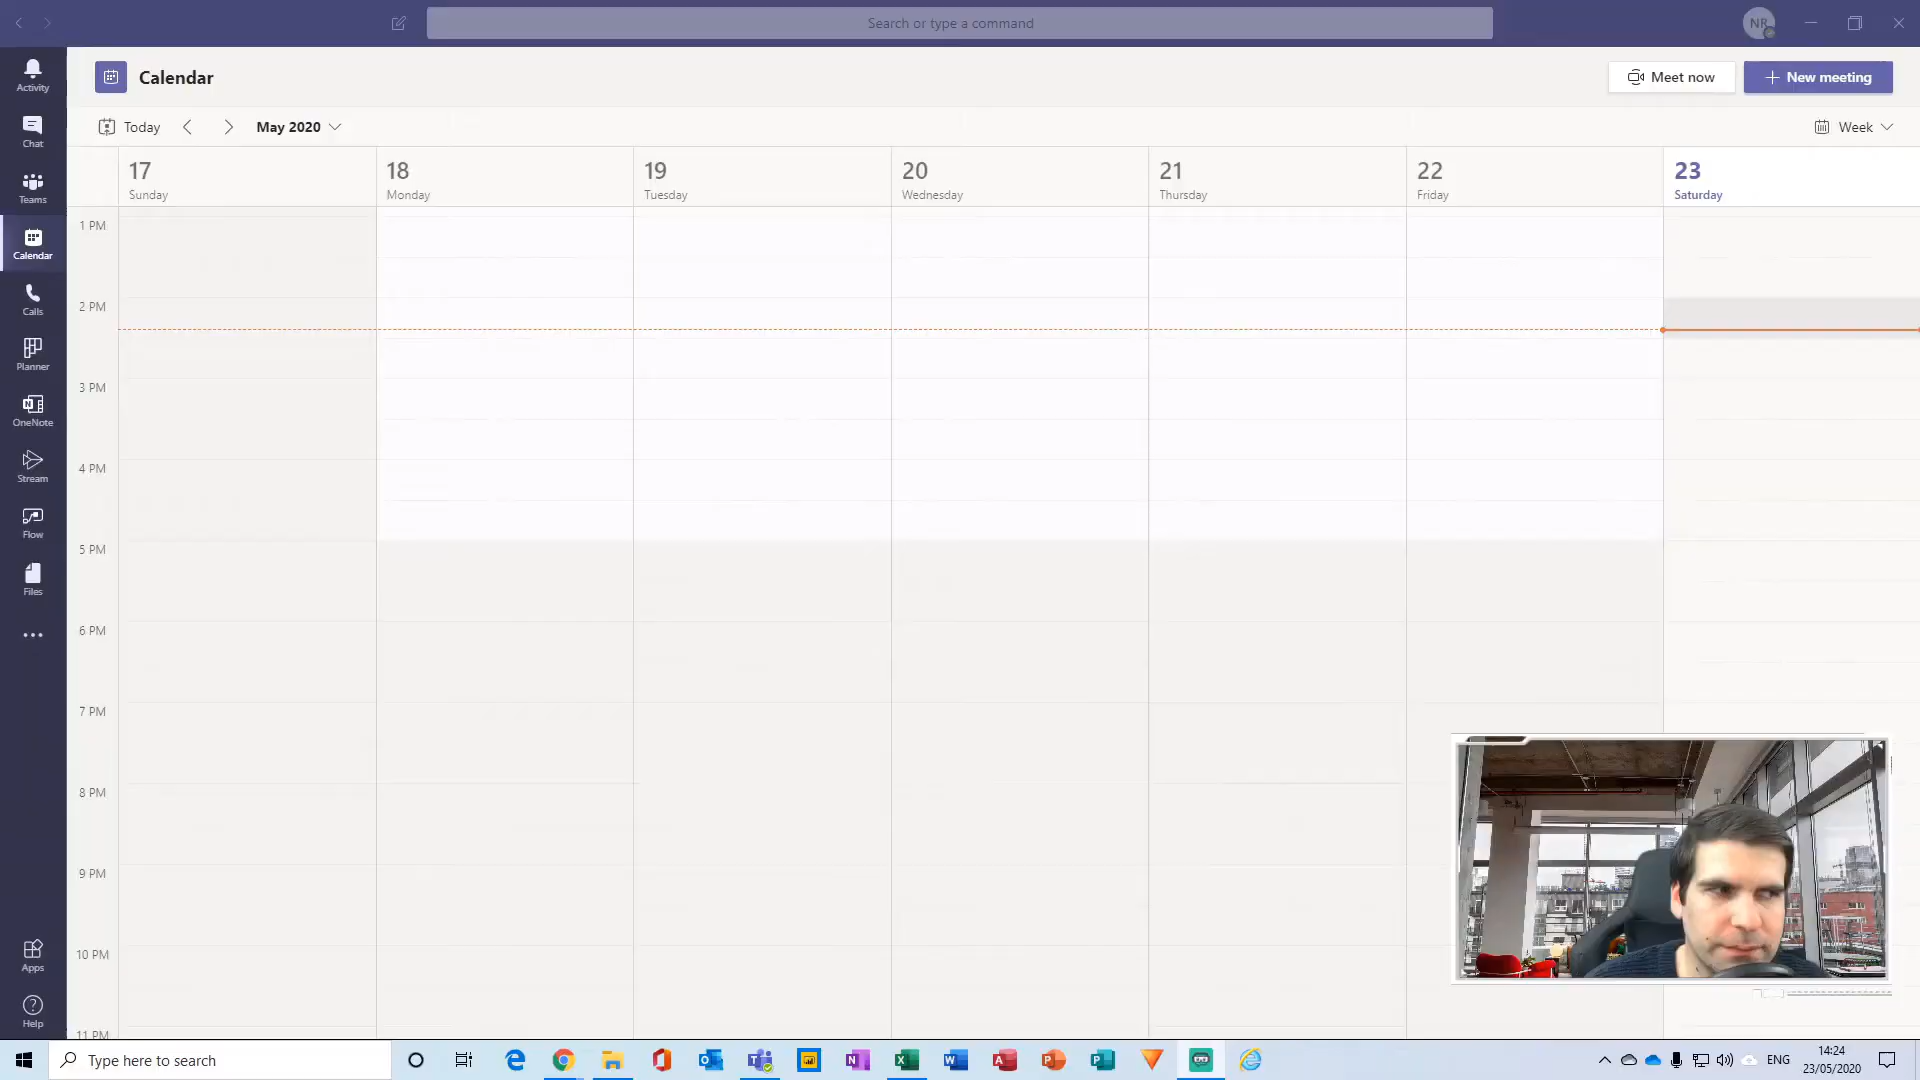 Search or type a command
NR
Activity
Chat
Teams
Calendar
Calls
Planner
OneNote
Stream
Flow
Files
Apps
Help
Calendar
Meet now
New meeting
Today
May 2020
Week
17
Sunday
18
Monday
19
Tuesday
20
Wednesday
21
Thursday
22
Friday
23
Saturday
1 PM
2 PM
3 PM
4 PM
5 PM
6 PM
7 PM
8 PM
9 PM
10 PM
11 PM
Type here to search
ENG
14:24
23/05/2020